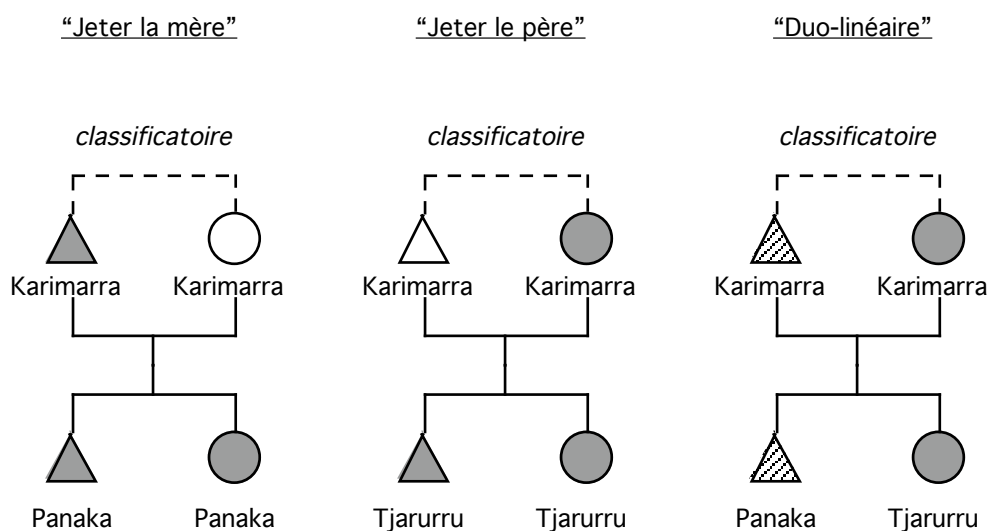 “Jeter la mère” “Jeter le père” “Duo-linéaire”
classificatoire classificatoire classificatoire
Karimarra Karimarra Karimarra Karimarra Karimarra Karimarra
Panaka Panaka Tjarurru Tjarurru Panaka Tjarurru